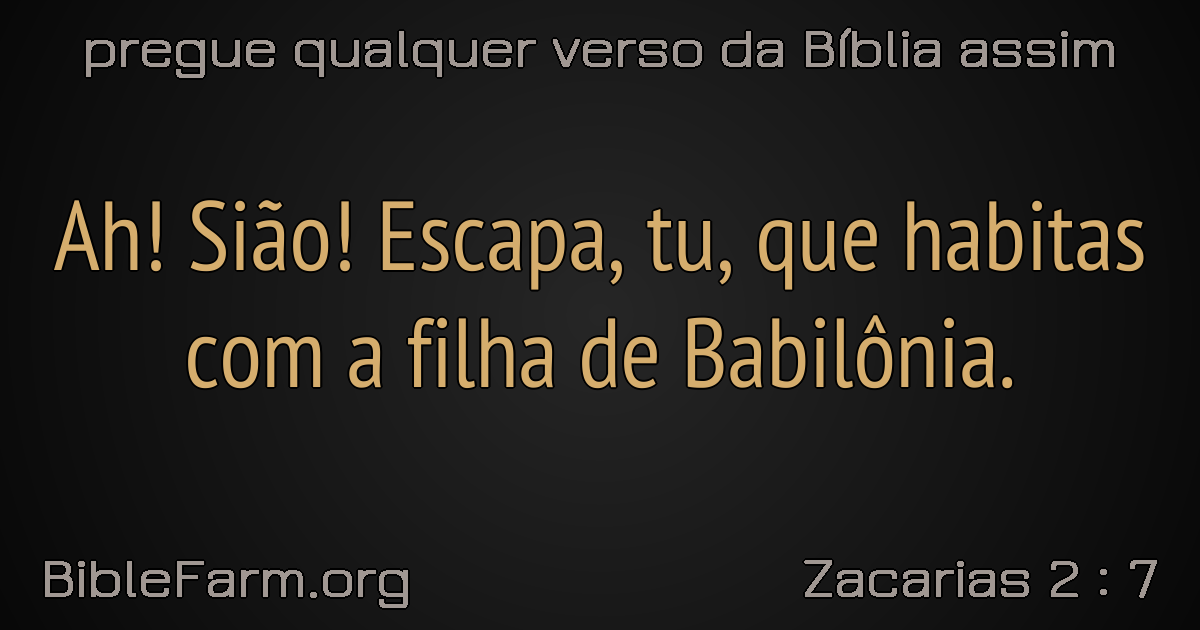 pregue qualquer verso da Bíblia assim
Ah! Sião! Escapa, tu, que habitas
com a filha de Babilônia.
BibleFarm.org
Zacarias 2 : 7